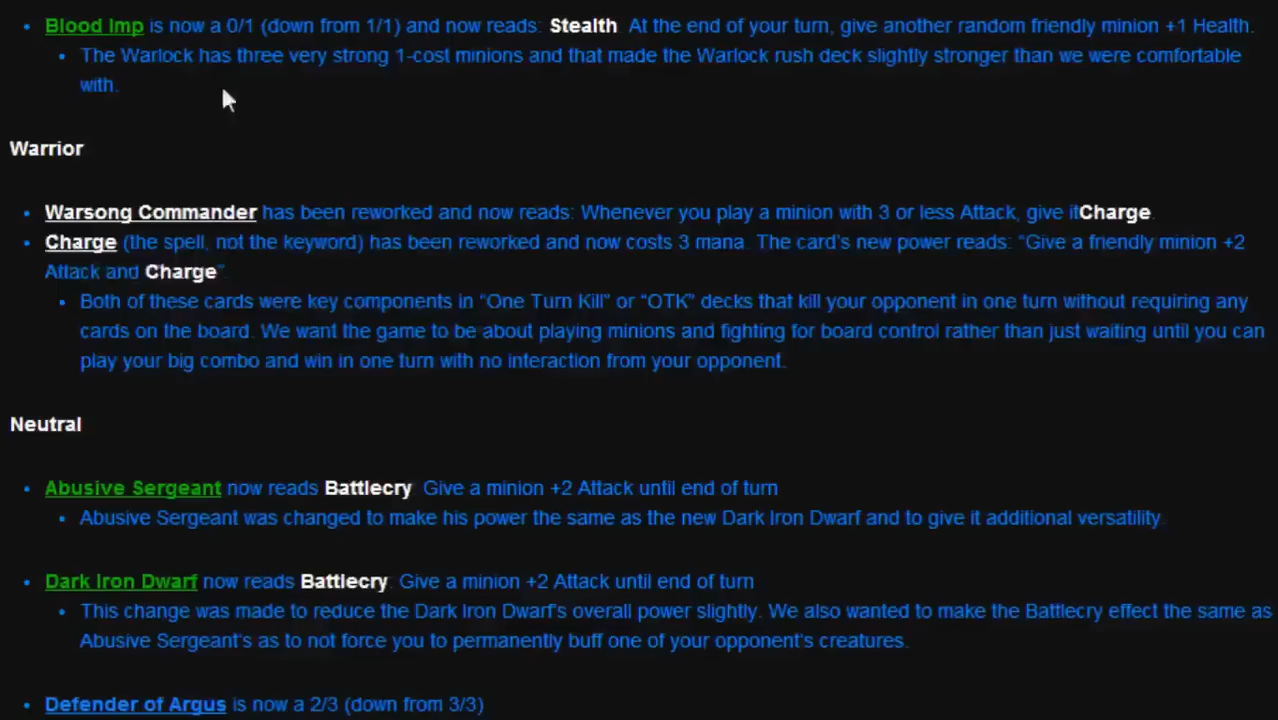 Blood Imp is now a 0/1 (down from 1/1) and now reads: Stealth. At the end of your turn, give another random friendly minion +1 Health.
The Warlock has three very strong 1-cost minions and that made the Warlock rush deck slightly stronger than we were comfortable
with.
Warrior
Warsong Commander has been reworked and now reads: Whenever you play a minion with 3 or less Attack, give itCharge.
Charge (the spell, not the keyword) has been reworked and now costs 3 mana. The card's new power reads: “Give a friendly minion +2
Attack and Charge”.
Both of these cards were key components in “One Turn Kill” or “OTK” decks that kill your opponent in one turn without requiring any
cards on the board. We want the game to be about playing minions and fighting for board control rather than just waiting until you can
play your big combo and win in one turn with no interaction from your opponent.
Neutral
Abusive Sergeant now reads Battlecry: Give a minion +2 Attack until end of turn
Abusive Sergeant was changed to make his power the same as the new Dark Iron Dwarf and to give it additional versatility.
Dark Iron Dwarf now reads Battlecry: Give a minion +2 Attack until end of turn
This change was made to reduce the Dark Iron Dwarf's overall power slightly. We also wanted to make the Battlecry effect the same as
Abusive Sergeant's as to not force you to permanently buff one of your opponent's creatures.
Defender of Argus is now a 2/3 (down from 3/3)